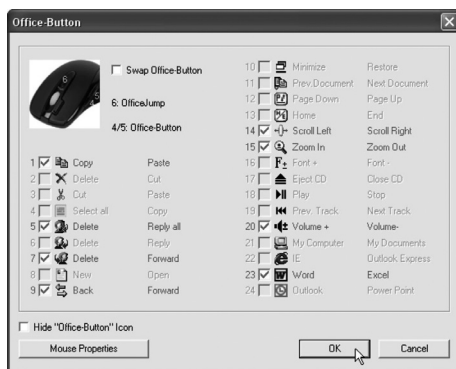 Office-Button
Swap Office-Button
6: OfficeJump
4/5: Office-Button
1 Copy Paste
2 Delete Cut
3 Cut Paste
4 Select all Copy
5 Delete Reply all
6 Delete Reply
7 Delete Forward
8 New Open
9 Back Forward
10 Minimize Restore
11 Prev.Document Next Document
12 Page Down Page Up
13 Home End
14 Scroll Left Scroll Right
15 Zoom In Zoom Out
16 Font + Font -
17 Eject CD Close CD
18 Play Stop
19 Prev. Track Next Track
20 Volume + Volume-
21 My Computer My Documents
22 IE Outlook Express
23 Word Excel
24 Outlook Power Point
Hide "Office-Button" Icon
Mouse Properties OK Cancel